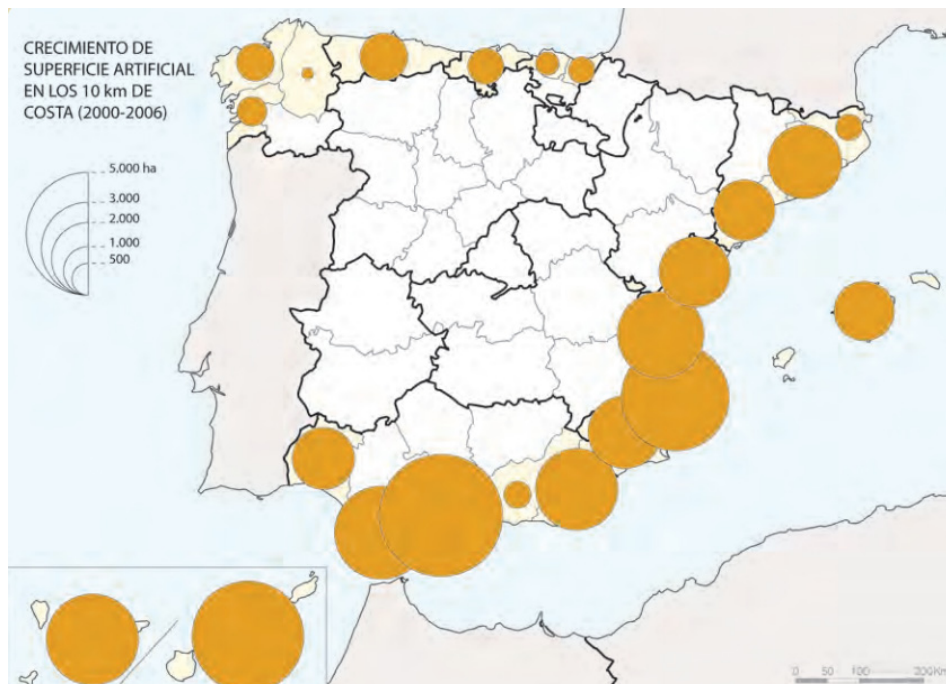 CRECIMIENTO DE
SUPERFICIE ARTIFICIAL
EN LOS 10 km DE
COSTA (2000-2006)
5.000 ha
3.000
2.000
1.000
500
0 50 100 200 Km